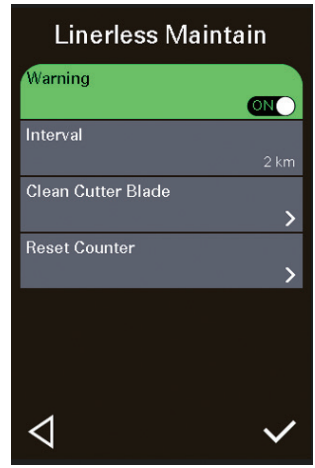 Linerless Maintain
Warning
ON
Interval
2 km
Clean Cutter Blade
Reset Counter